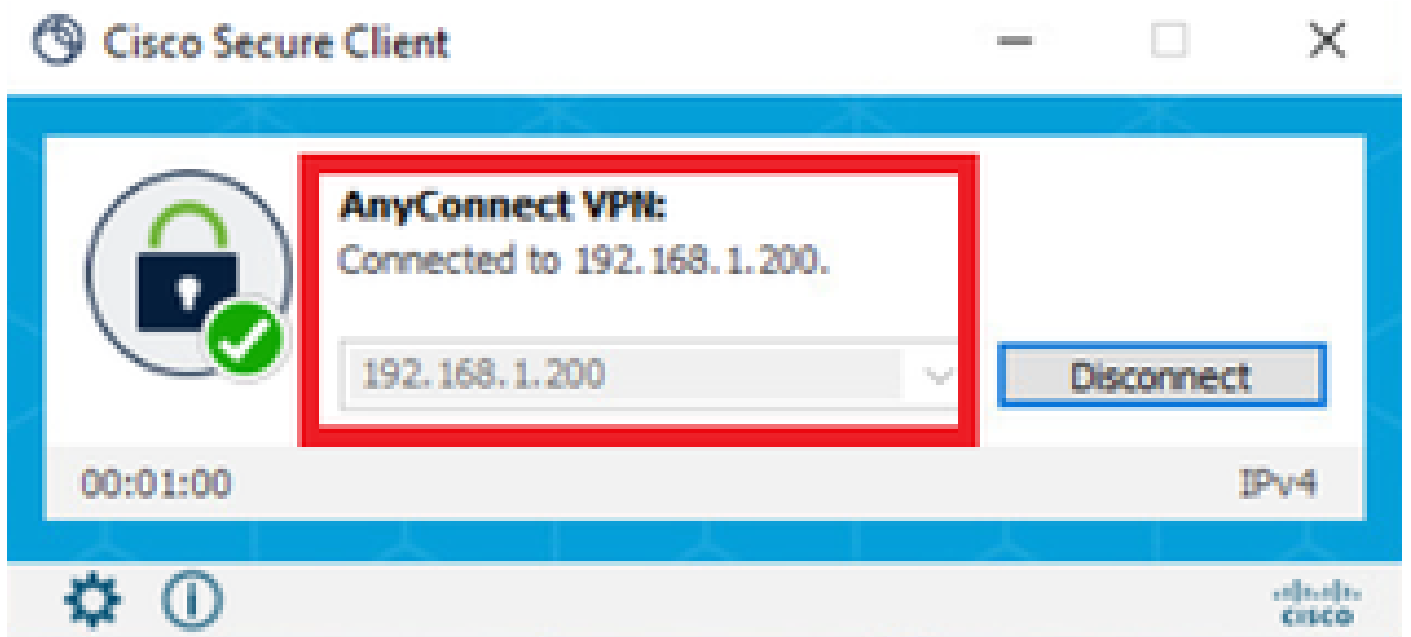 Cisco Secure Client
AnyConnect VPN:
Connected to 192.168.1.200.
192.168.1.200
Disconnect
00:01:00
IPv4
CISCO